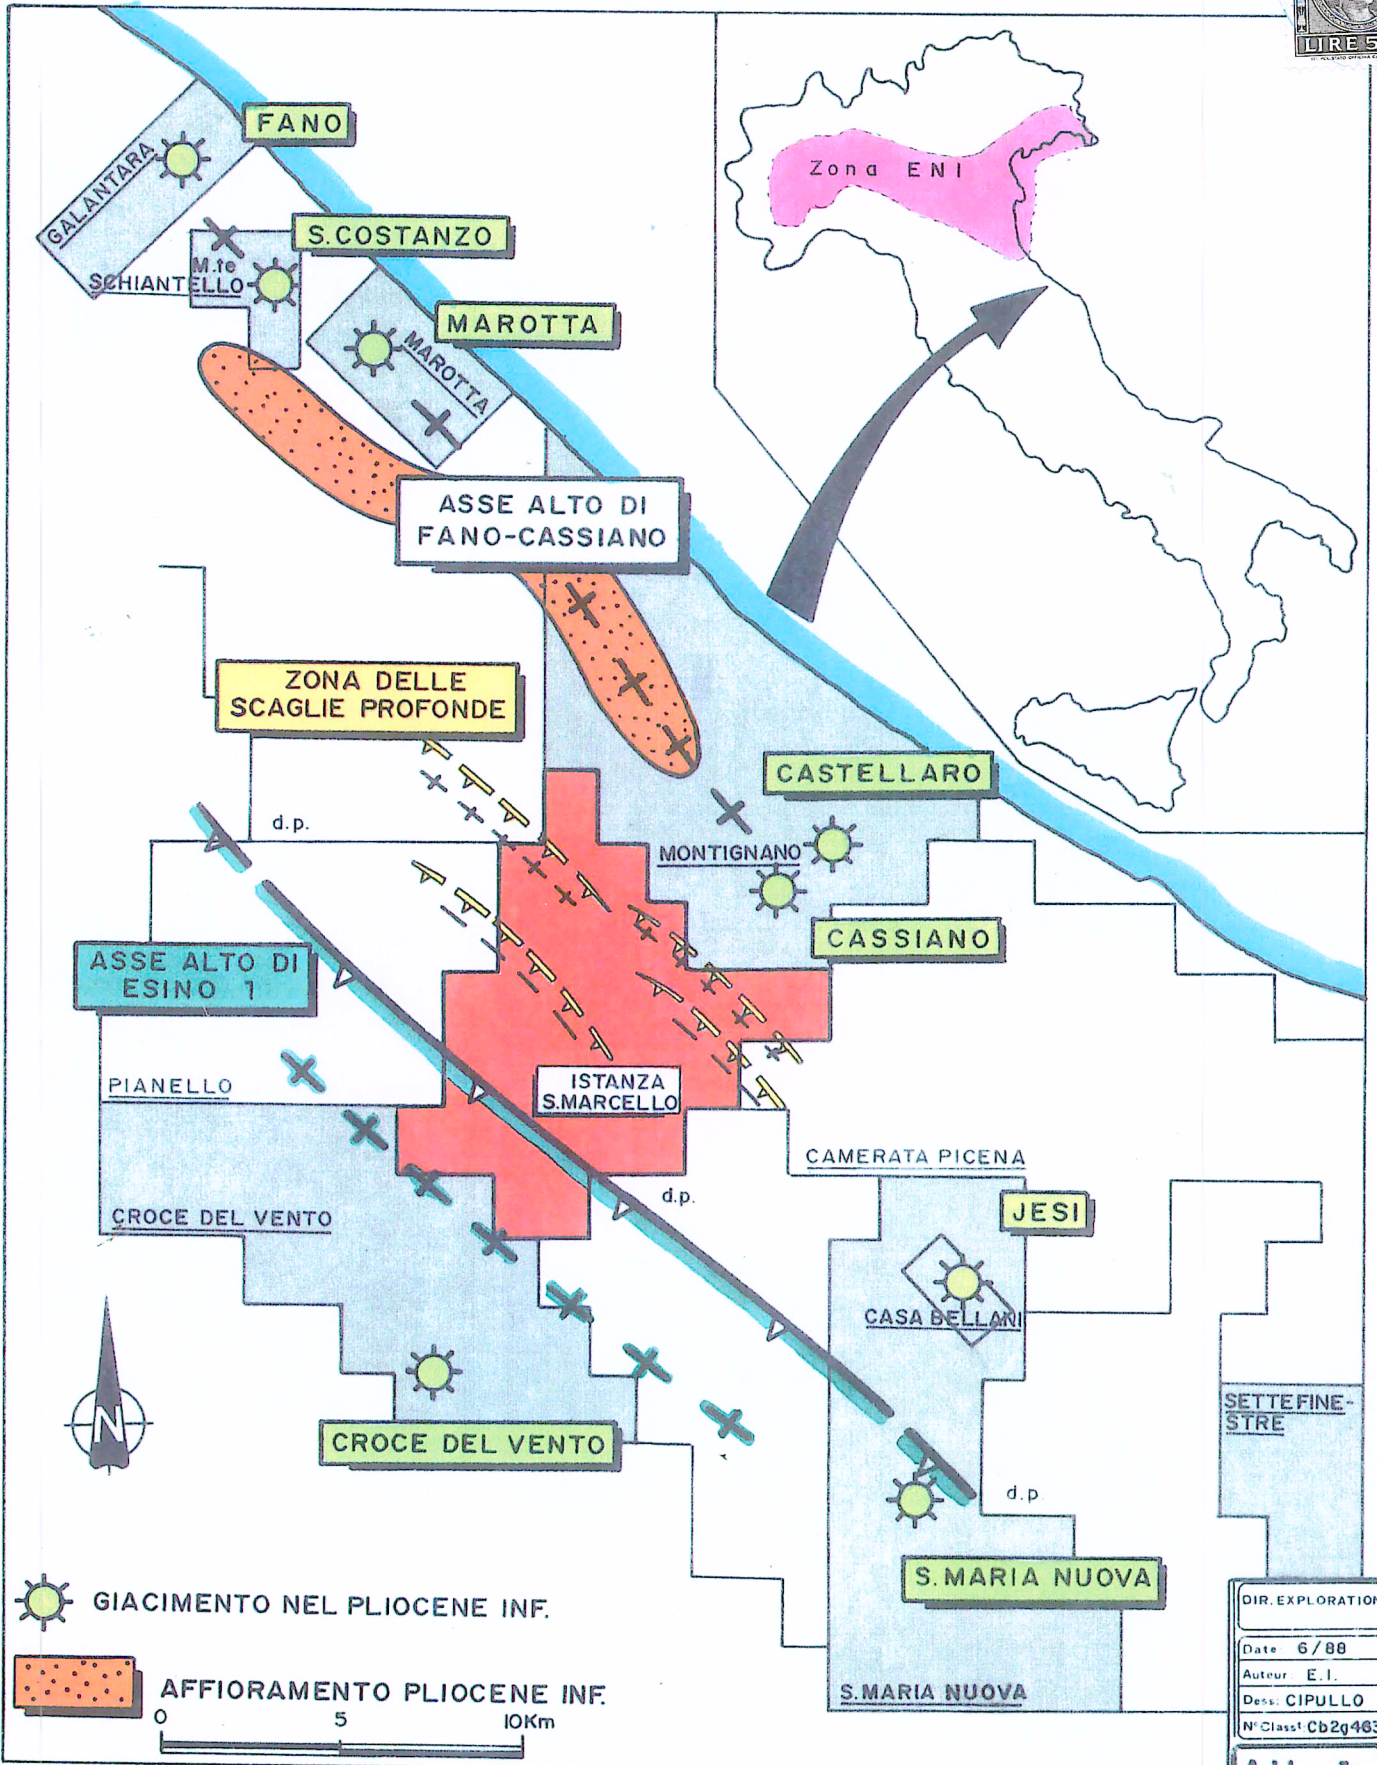 LIRE 5
FANO
GALANTARA
Zona ENI
S.COSTANZO
M.te
SCHIANTELLO
MAROTTA
MAROTTA
ASSE ALTO DI
FANO-CASSIANO
ZONA DELLE
SCAGLIE PROFONDE
CASTELLARO
d.p.
MONTIGNANO
CASSIANO
ASSE ALTO DI
ESINO 1
ISTANZA
S.MARCELLO
PIANELLO
CAMERATA PICENA
d.p.
CROCE DEL VENTO
JESI
CASA BELLANI
N
SETTEFINE-
STRE
CROCE DEL VENTO
d.p.
S.MARIA NUOVA
GIACIMENTO NEL PLIOCENE INF.
AFFIORAMENTO PLIOCENE INF.
0 5 10Km
S.MARIA NUOVA
DIR. EXPLORATION
Date 6/88
Auteur: E.I.
Dess: CIPULLO
N°Classt: Cb2g463